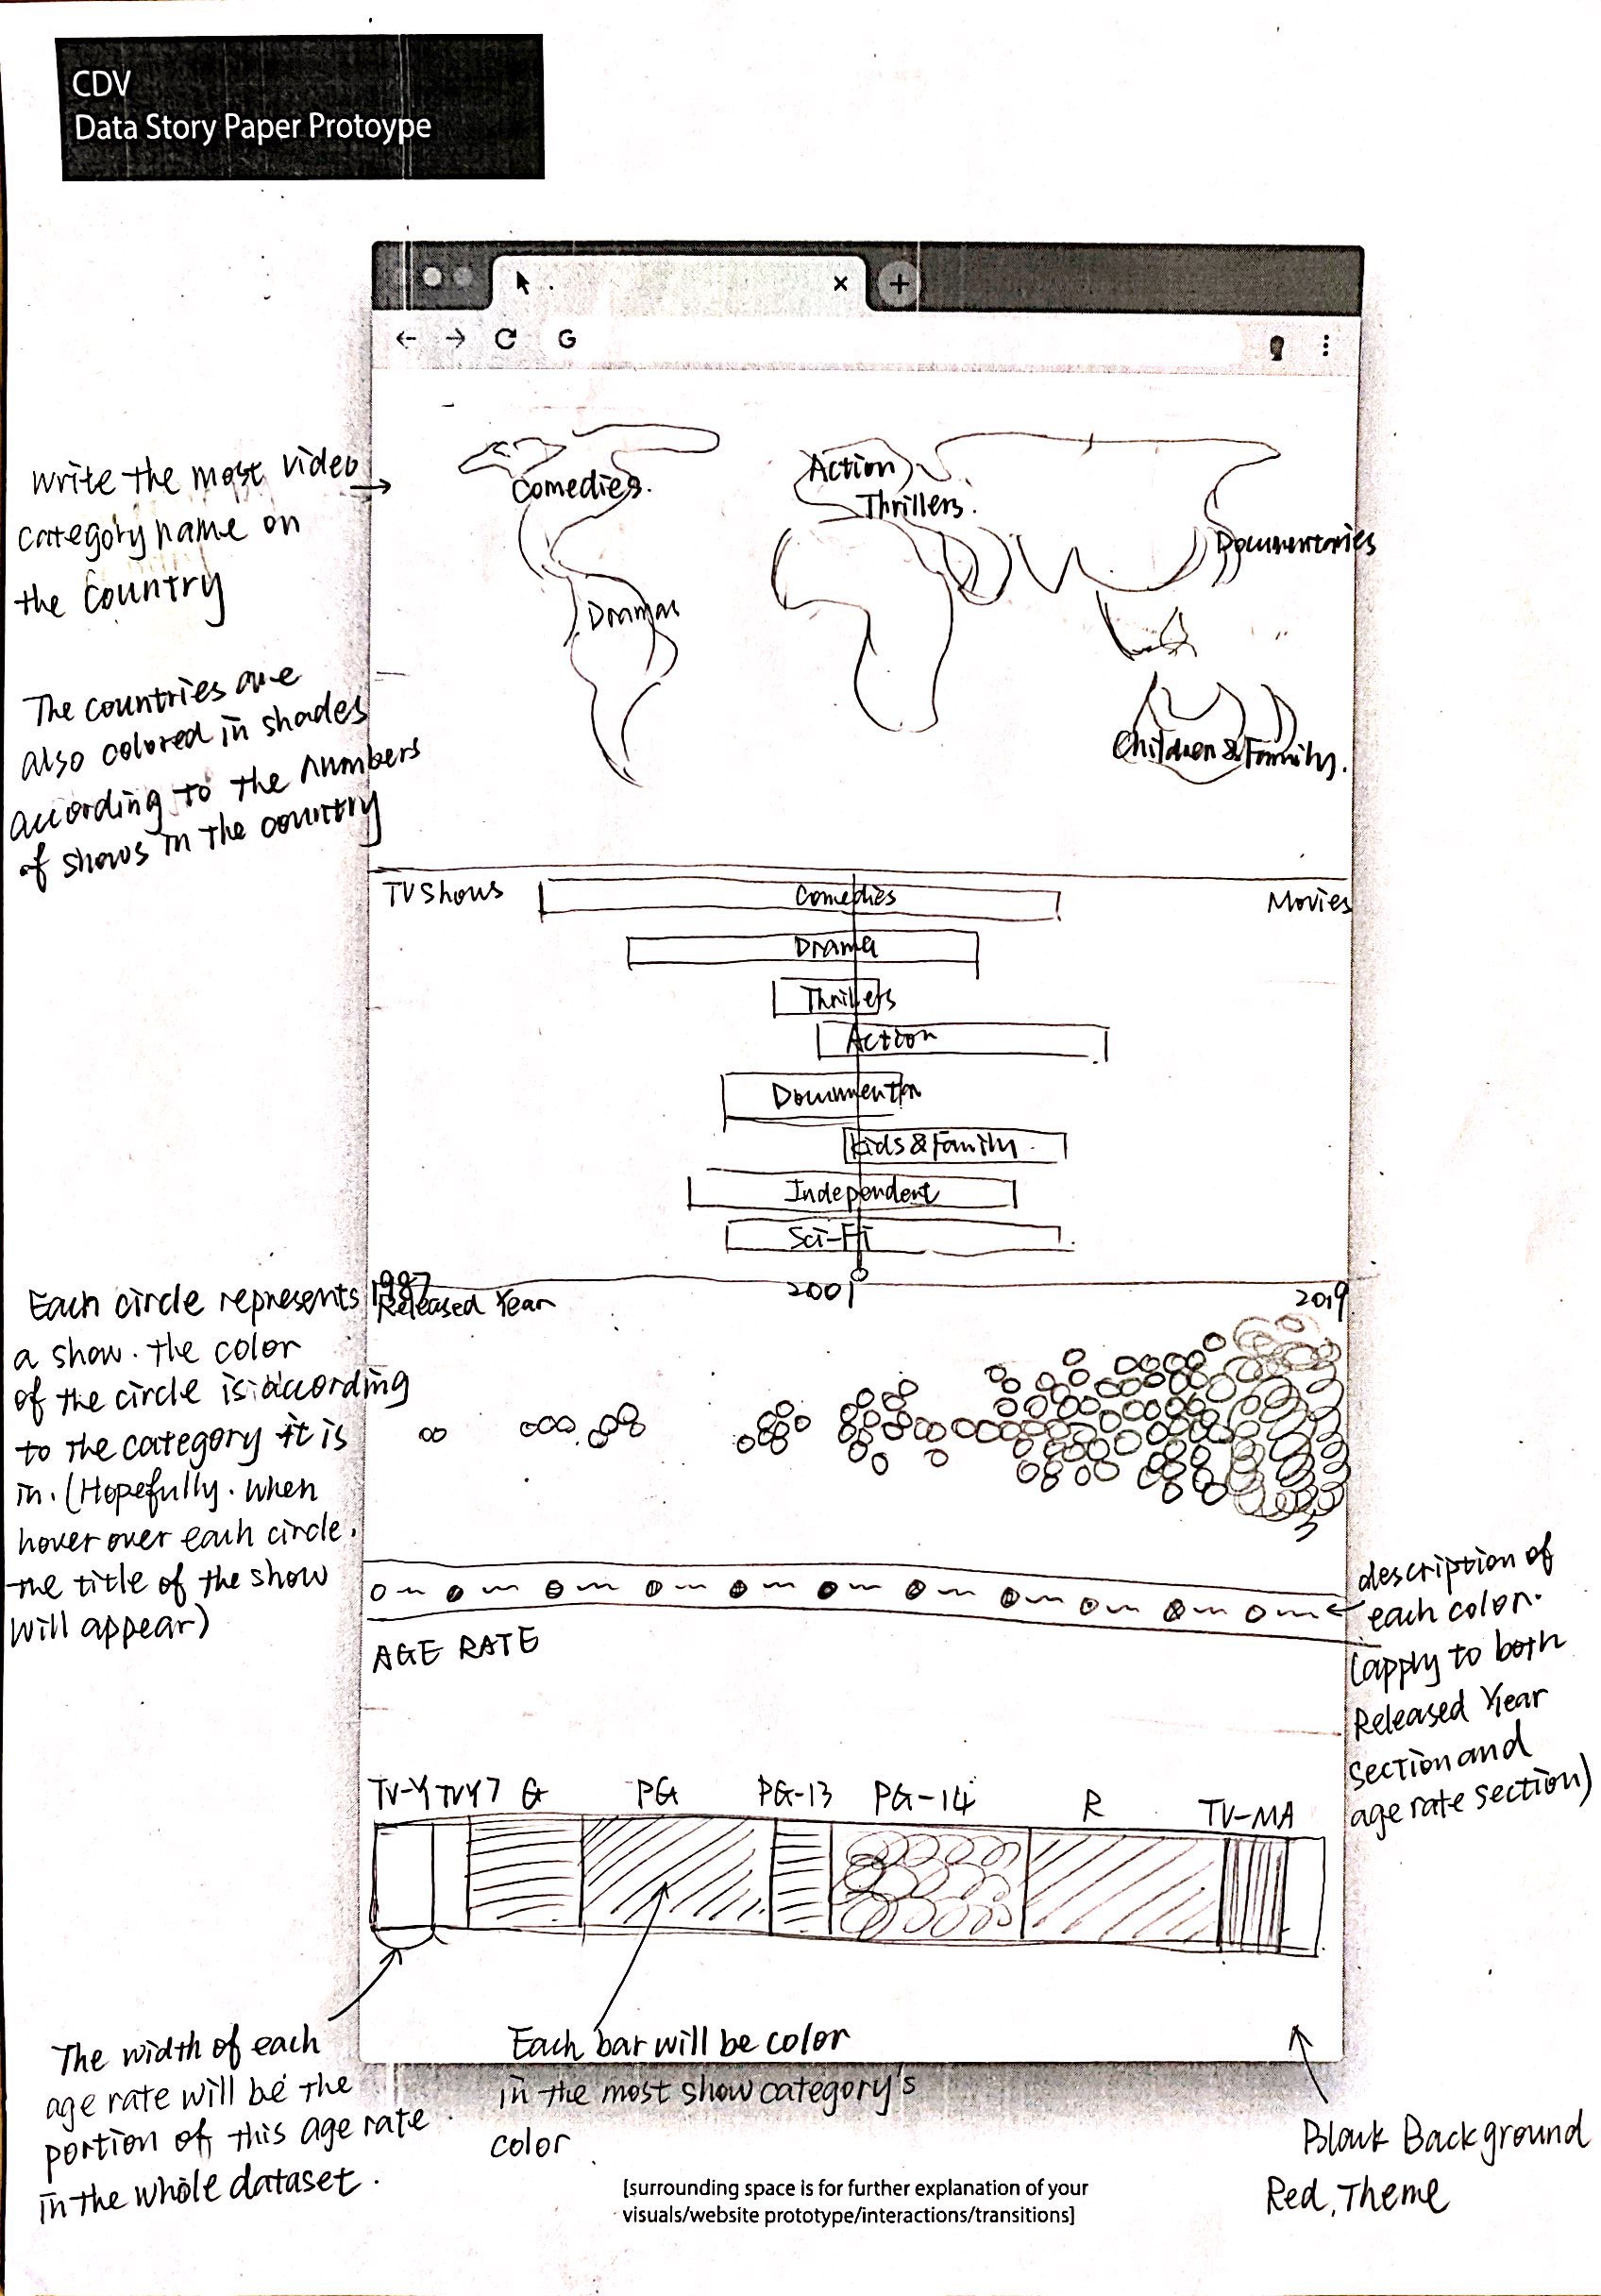 CDV
Data Story Paper Protoype
G
write the most video
category name on
the country
The countries are
also colored in shades
according to the numbers
of shows in the country
Comedies.
Action
Thrillers.
Documentaries
Dramas
Children & Family.
TV Shows
Movies
Comedies
Drama
Thrillers
Action
Kids & Family.
Independent
Sci-Fi
1987
2001
2019
Released Year
Each circle represents
a show. the color
of the circle is according
to the category it is
in. (Hopefully. when
hover over each circle.
the title of the show
will appear)
description of
each color.
(apply to both
Released Year
section and
age rate section)
AGE RATE
TV-Y TVY7 G PG PG-13 PG-14 R TV-MA
The width of each
age rate will be the
portion of this age rate
in the whole dataset.
Each bar will be color
in the most show category's
color
Blank Background
Red, Theme
[surrounding space is for further explanation of your
visuals/website prototype/interactions/transitions]